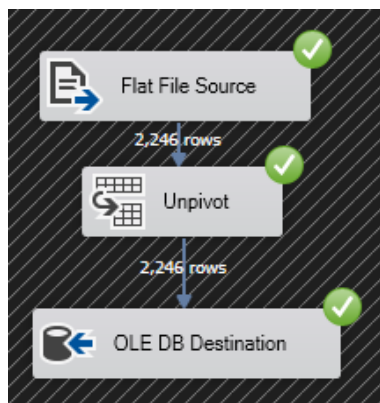 Flat File Source
2,246 rows
Unpivot
2,246 rows
OLE DB Destination